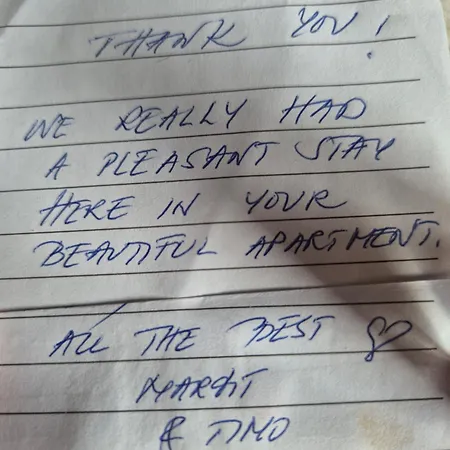 THANK YOU!
WE REALLY HAD
A PLEASANT STAY
HERE IN YOUR
BEAUTIFUL APARTMENT.
ALL THE BEST ♡
MARGIT
& TIMO